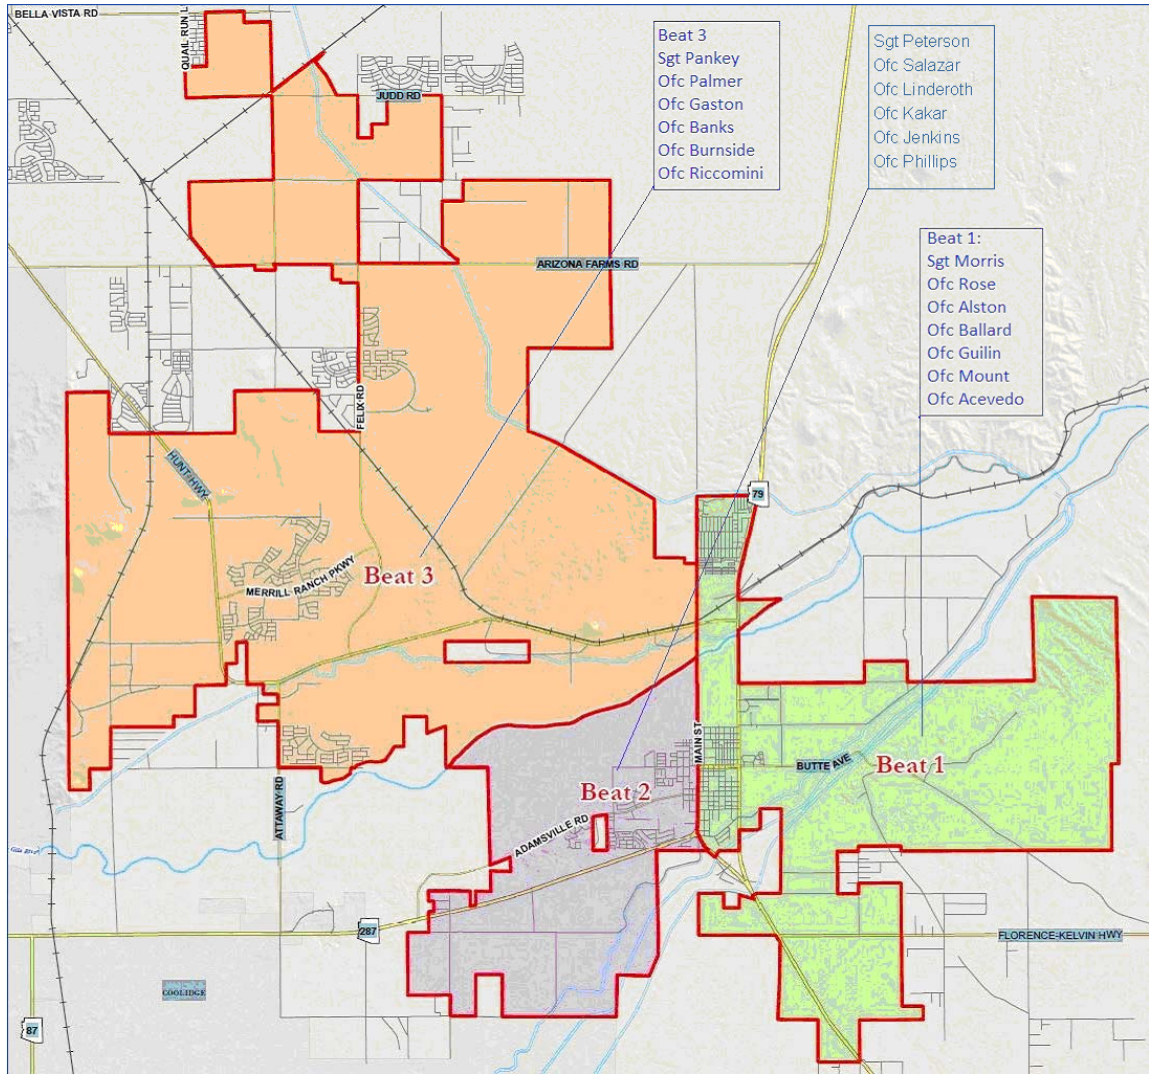 BELLA VISTA RD
QUAIL RUN L
JUDD RD
Beat 3
Sgt Pankey
Ofc Palmer
Ofc Gaston
Ofc Banks
Ofc Burnside
Ofc Riccomini
Sgt Peterson
Ofc Salazar
Ofc Linderoth
Ofc Kakar
Ofc Jenkins
Ofc Phillips
Beat 1:
Sgt Morris
Ofc Rose
Ofc Alston
Ofc Ballard
Ofc Guilin
Ofc Mount
Ofc Acevedo
ARIZONA FARMS RD
FELIX RD
HUNT HWY
79
Beat 3
MERRILL RANCH PKWY
MAIN ST
BUTTE AVE
Beat 1
Beat 2
ATTAWAY RD
ADAMSVILLE RD
287
FLORENCE-KELVIN HWY
COOLIDGE
87